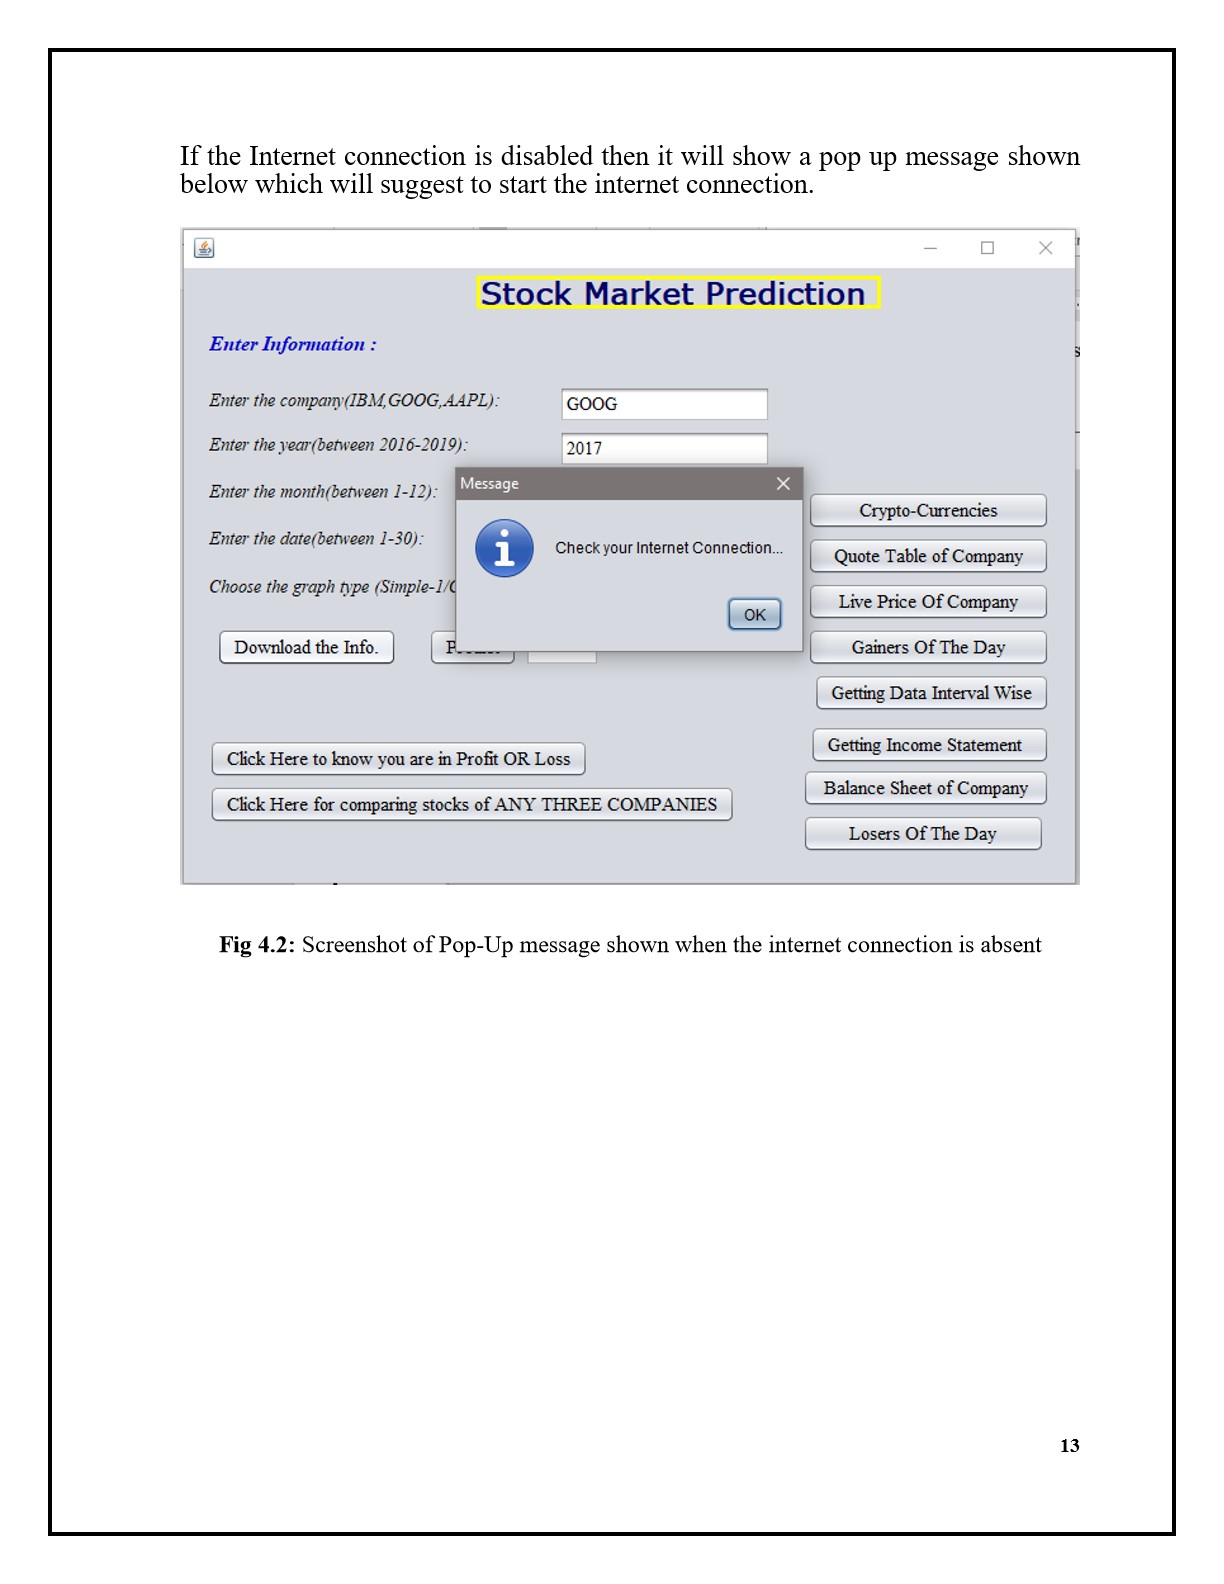 If the Internet connection is disabled then it will show a pop up message shown
below which will suggest to start the internet connection.
Stock Market Prediction
Enter Information :
Enter the company(IBM,GOOG,AAPL):
GOOG
Enter the year(between 2016-2019):
2017
Enter the month(between 1-12):
Enter the date(between 1-30):
Choose the graph type (Simple-1/
Message
Check your Internet Connection...
OK
Download the Info.
Crypto-Currencies
Quote Table of Company
Live Price Of Company
Gainers Of The Day
Getting Data Interval Wise
Getting Income Statement
Balance Sheet of Company
Losers Of The Day
Click Here to know you are in Profit OR Loss
Click Here for comparing stocks of ANY THREE COMPANIES
Fig 4.2: Screenshot of Pop-Up message shown when the internet connection is absent
13